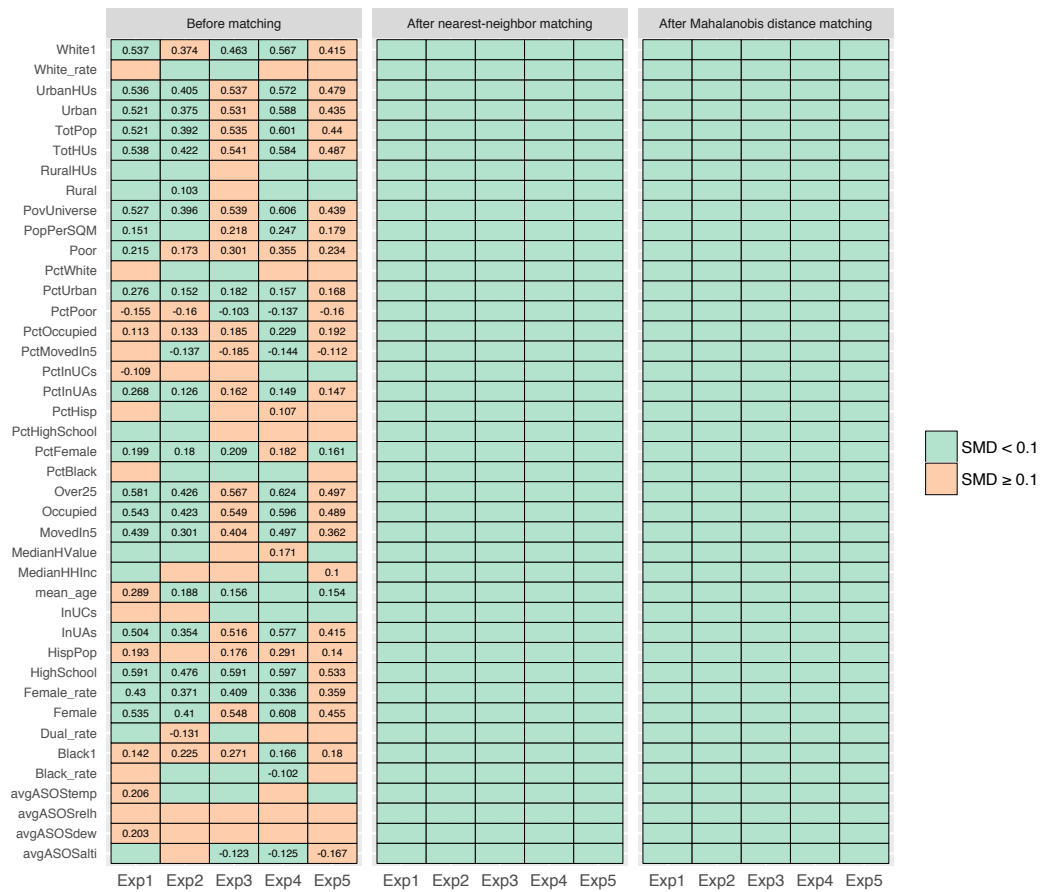 Before matching After nearest-neighbor matching After Mahalanobis distance matching
White1 0.537 0.374 0.463 0.567 0.415
White_rate
UrbanHUs 0.536 0.405 0.537 0.572 0.479
Urban 0.521 0.375 0.531 0.588 0.435
TotPop 0.521 0.392 0.535 0.601 0.44
TotHUs 0.538 0.422 0.541 0.584 0.487
RuralHUs
Rural 0.103
PovUniverse 0.527 0.396 0.539 0.606 0.439
PopPerSQM 0.151 0.218 0.247 0.179
Poor 0.215 0.173 0.301 0.355 0.234
PctWhite
PctUrban 0.276 0.152 0.182 0.157 0.168
PctPoor -0.155 -0.16 -0.103 -0.137 -0.16
PctOccupied 0.113 0.133 0.185 0.229 0.192
PctMovedIn5 -0.137 -0.185 -0.144 -0.112
PctInUCs -0.109
PctInUAs 0.268 0.126 0.162 0.149 0.147
PctHisp 0.107
PctHighSchool
PctFemale 0.199 0.18 0.209 0.182 0.161
PctBlack
Over25 0.581 0.426 0.567 0.624 0.497
Occupied 0.543 0.423 0.549 0.596 0.489
MovedIn5 0.439 0.301 0.404 0.497 0.362
MedianHValue 0.171
MedianHHInc 0.1
mean_age 0.289 0.188 0.156 0.154
InUCs
InUAs 0.504 0.354 0.516 0.577 0.415
HispPop 0.193 0.176 0.291 0.14
HighSchool 0.591 0.476 0.591 0.597 0.533
Female_rate 0.43 0.371 0.409 0.336 0.359
Female 0.535 0.41 0.548 0.608 0.455
Dual_rate -0.131
Black1 0.142 0.225 0.271 0.166 0.18
Black_rate -0.102
avgASOStemp 0.206
avgASOSrelh
avgASOSdew 0.203
avgASOSalti -0.123 -0.125 -0.167
Exp1 Exp2 Exp3 Exp4 Exp5 Exp1 Exp2 Exp3 Exp4 Exp5 Exp1 Exp2 Exp3 Exp4 Exp5
SMD < 0.1
SMD ≥ 0.1